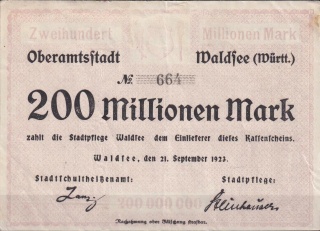 Zweihundert Millionen Mark
Oberamtsstadt Waldsee (Württ.)
№ 664
200 Millionen Mark
zahlt die Stadtpflege Waldsee dem Einlieferer dieses Kassenscheins.
Waldsee, den 21. September 1923.
Stadtschultheißenamt: Stadtpflege:
Nachahmung oder Fälschung strafbar.